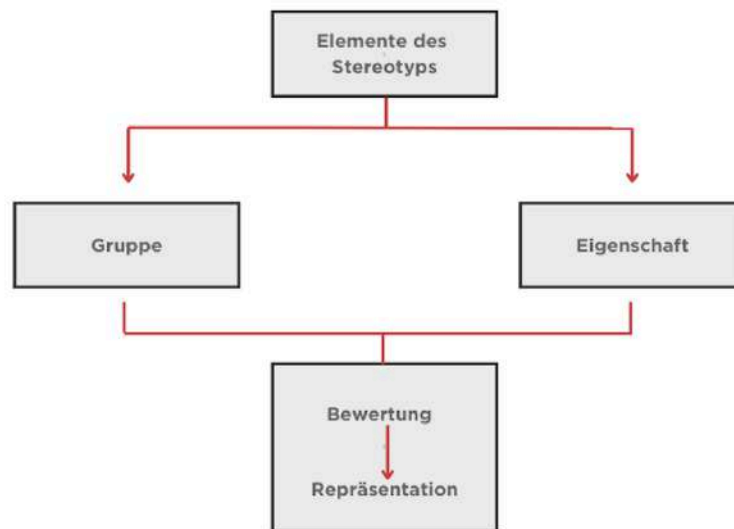 Elemente des
Stereotyps
Gruppe
Eigenschaft
Bewertung
Repräsentation